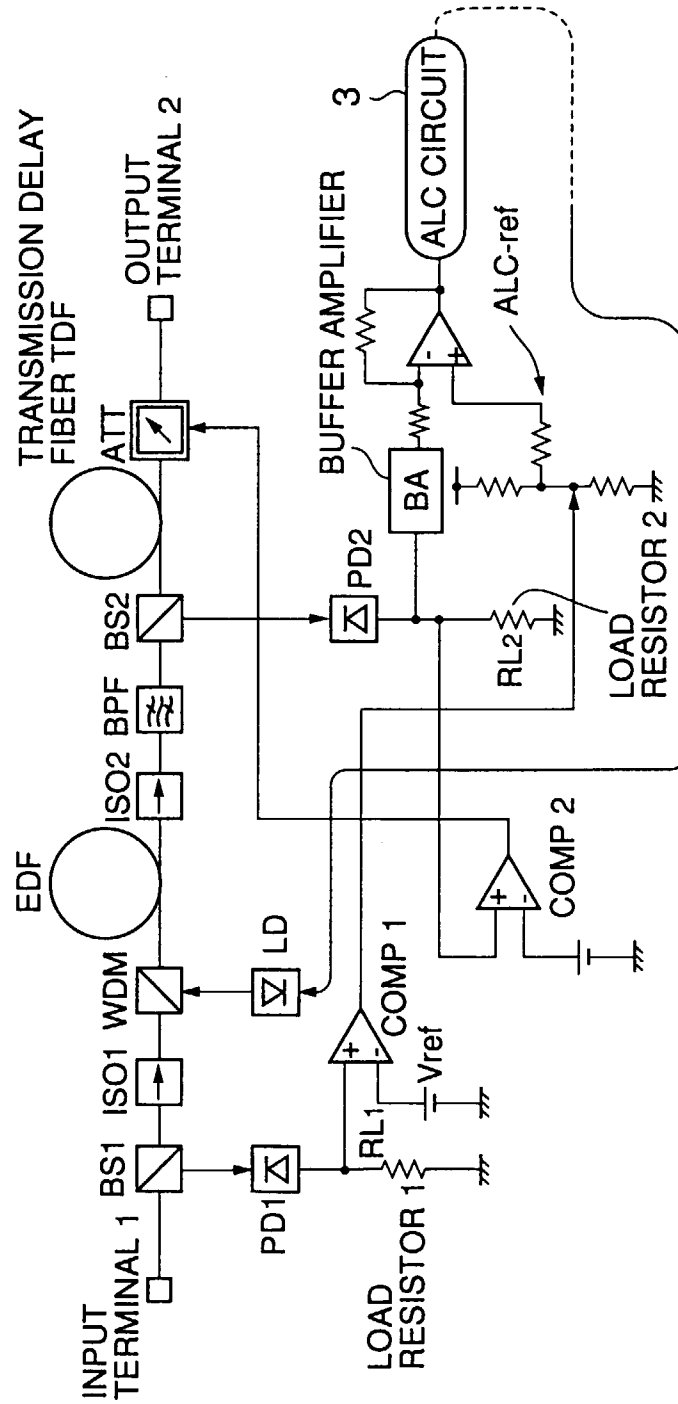 INPUT
TERMINAL 1
BS1
ISO1
WDM
EDF
ISO2
BPF
BS2
TRANSMISSION DELAY
FIBER TDF
ATT
OUTPUT
TERMINAL 2
PD1
LD
PD2
BUFFER AMPLIFIER
BA
-
+
3
ALC CIRCUIT
ALC-ref
LOAD
RESISTOR 1
RL1
+
-
Vref
COMP 1
+
-
COMP 2
RL2
LOAD
RESISTOR 2